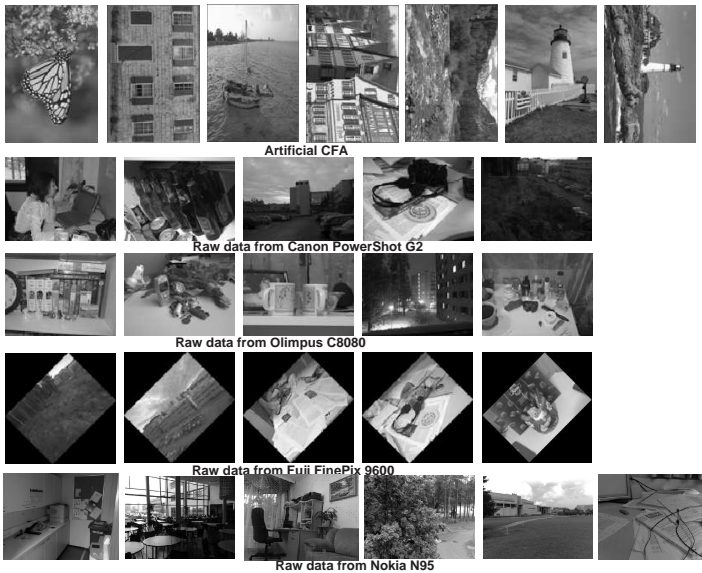 Artificial CFA
Raw data from Canon PowerShot G2
Raw data from Olimpus C8080
Raw data from Fuji FinePix 9600
Raw data from Nokia N95